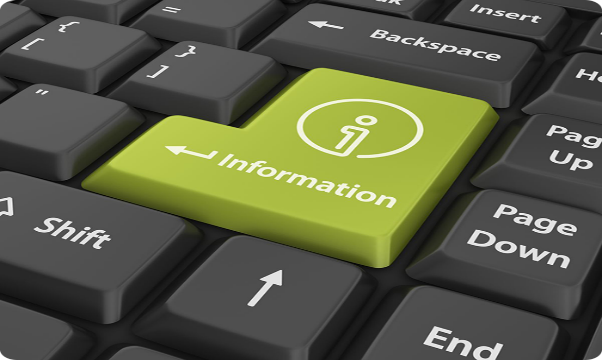 Insert
=
Backspace
{
[
}
]
"
Page
Up
i
Information
Page
Down
Shift
End